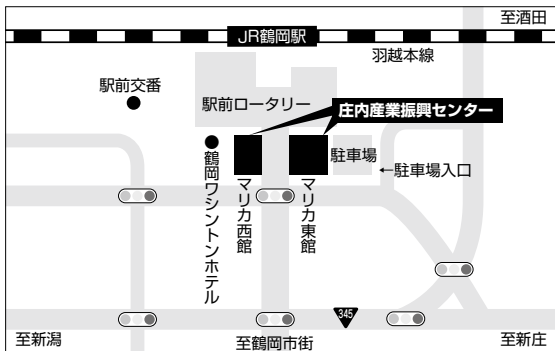 至酒田
JR鶴岡駅
羽越本線
駅前交番
駅前ロータリー
庄内産業振興センター
駐車場
←駐車場入口
鶴岡ワシントンホテル
マリカ西館
マリカ東館
345
至新潟
至鶴岡市街
至新庄